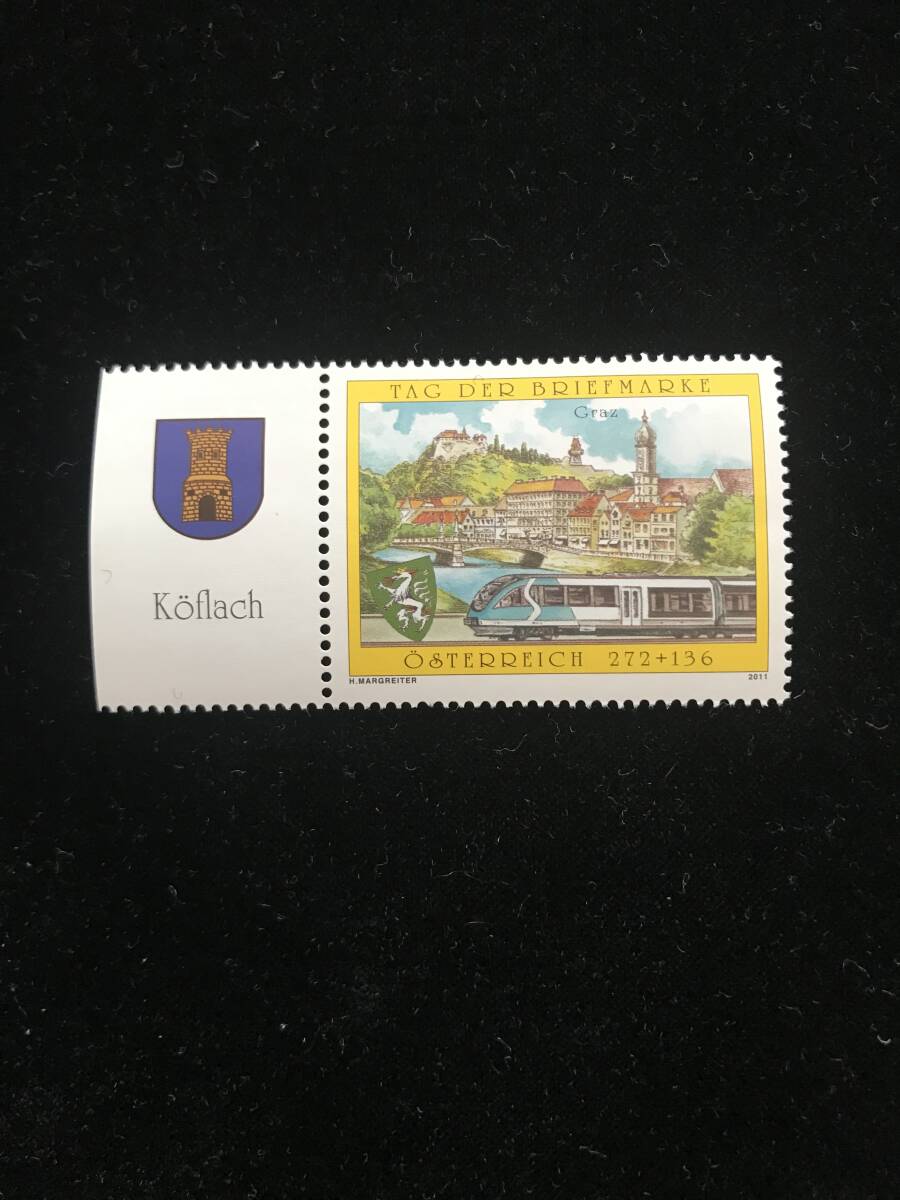 Köflach
TAG DER BRIEFMARKE
Graz
ÖSTERREICH 272+136
H.MARGREITER 2011